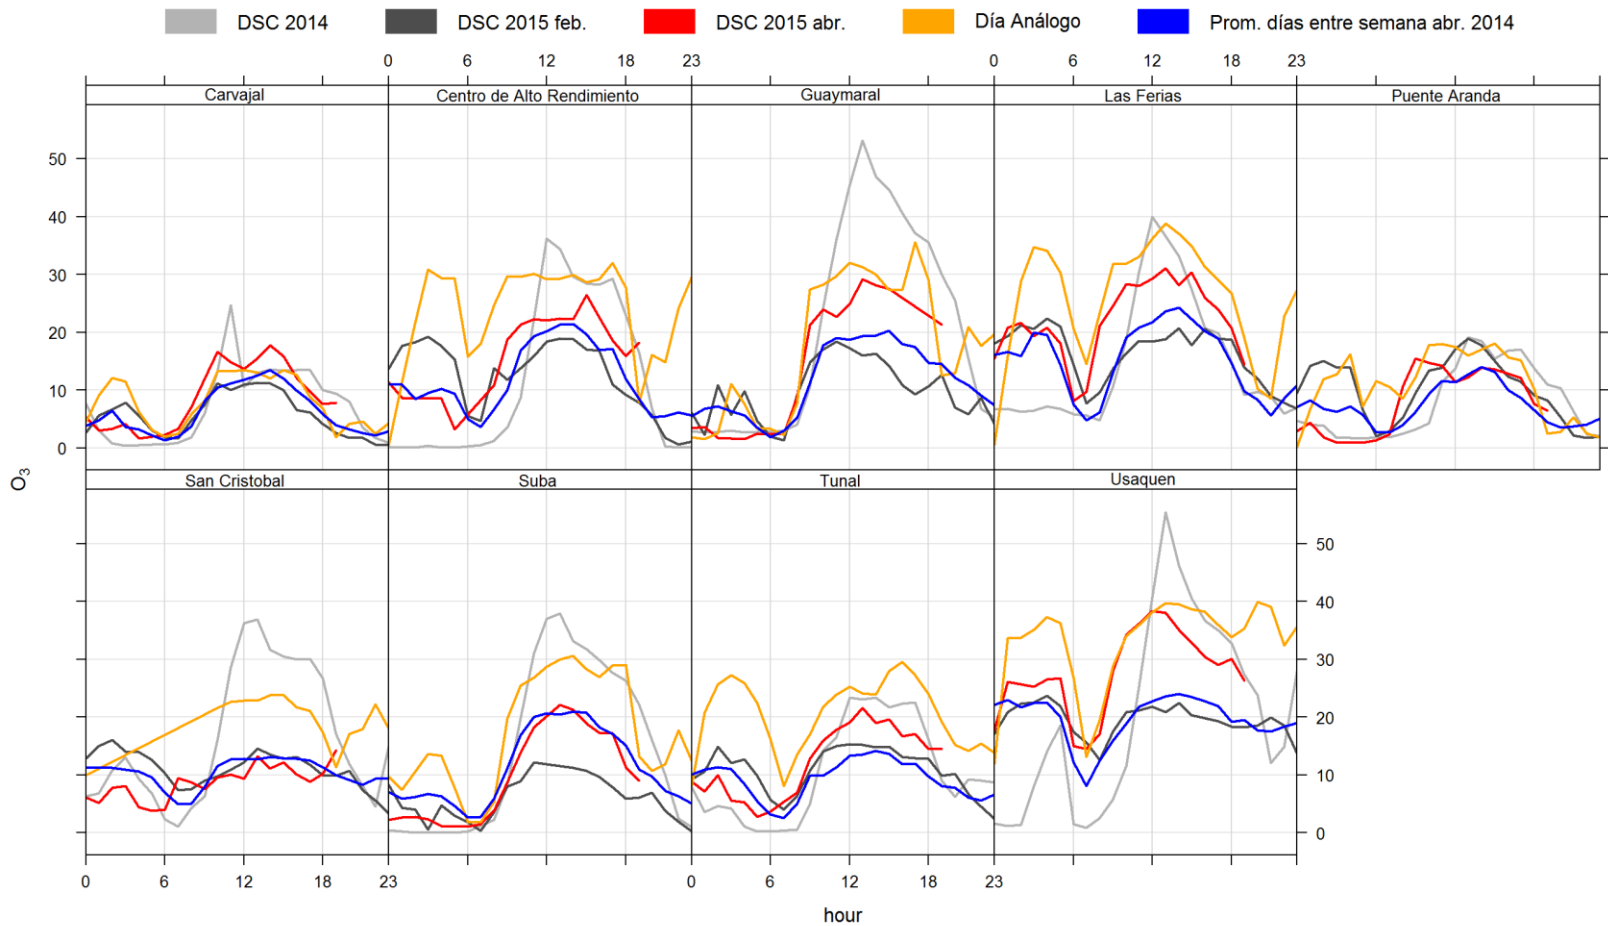 DSC 2014 DSC 2015 feb. DSC 2015 abr. Día Análogo Prom. días entre semana abr. 2014
0 6 12 18 23 0 6 12 18 23
Carvajal Centro de Alto Rendimiento Guaymaral Las Ferias Puente Aranda
50
40
30
20
10
0
O3
San Cristobal Suba Tunal Usaquen
50
40
30
20
10
0
0 6 12 18 23 0 6 12 18 23
hour